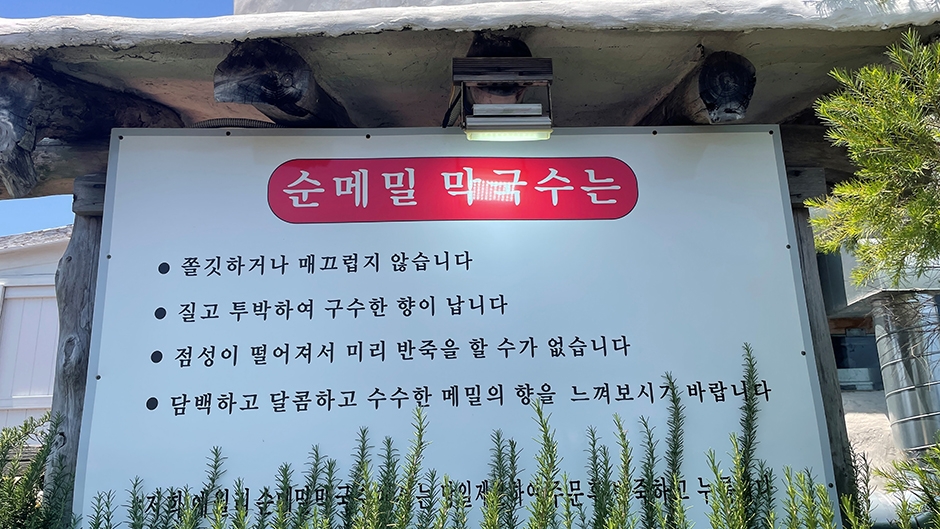 순메밀 막국수는
● 쫄깃하거나 매끄럽지 않습니다
● 질고 투박하여 구수한 향이 납니다
● 점성이 떨어져서 미리 반죽을 할 수가 없습니다
● 담백하고 달콤하고 수수한 메밀의 향을 느껴보시기 바랍니다